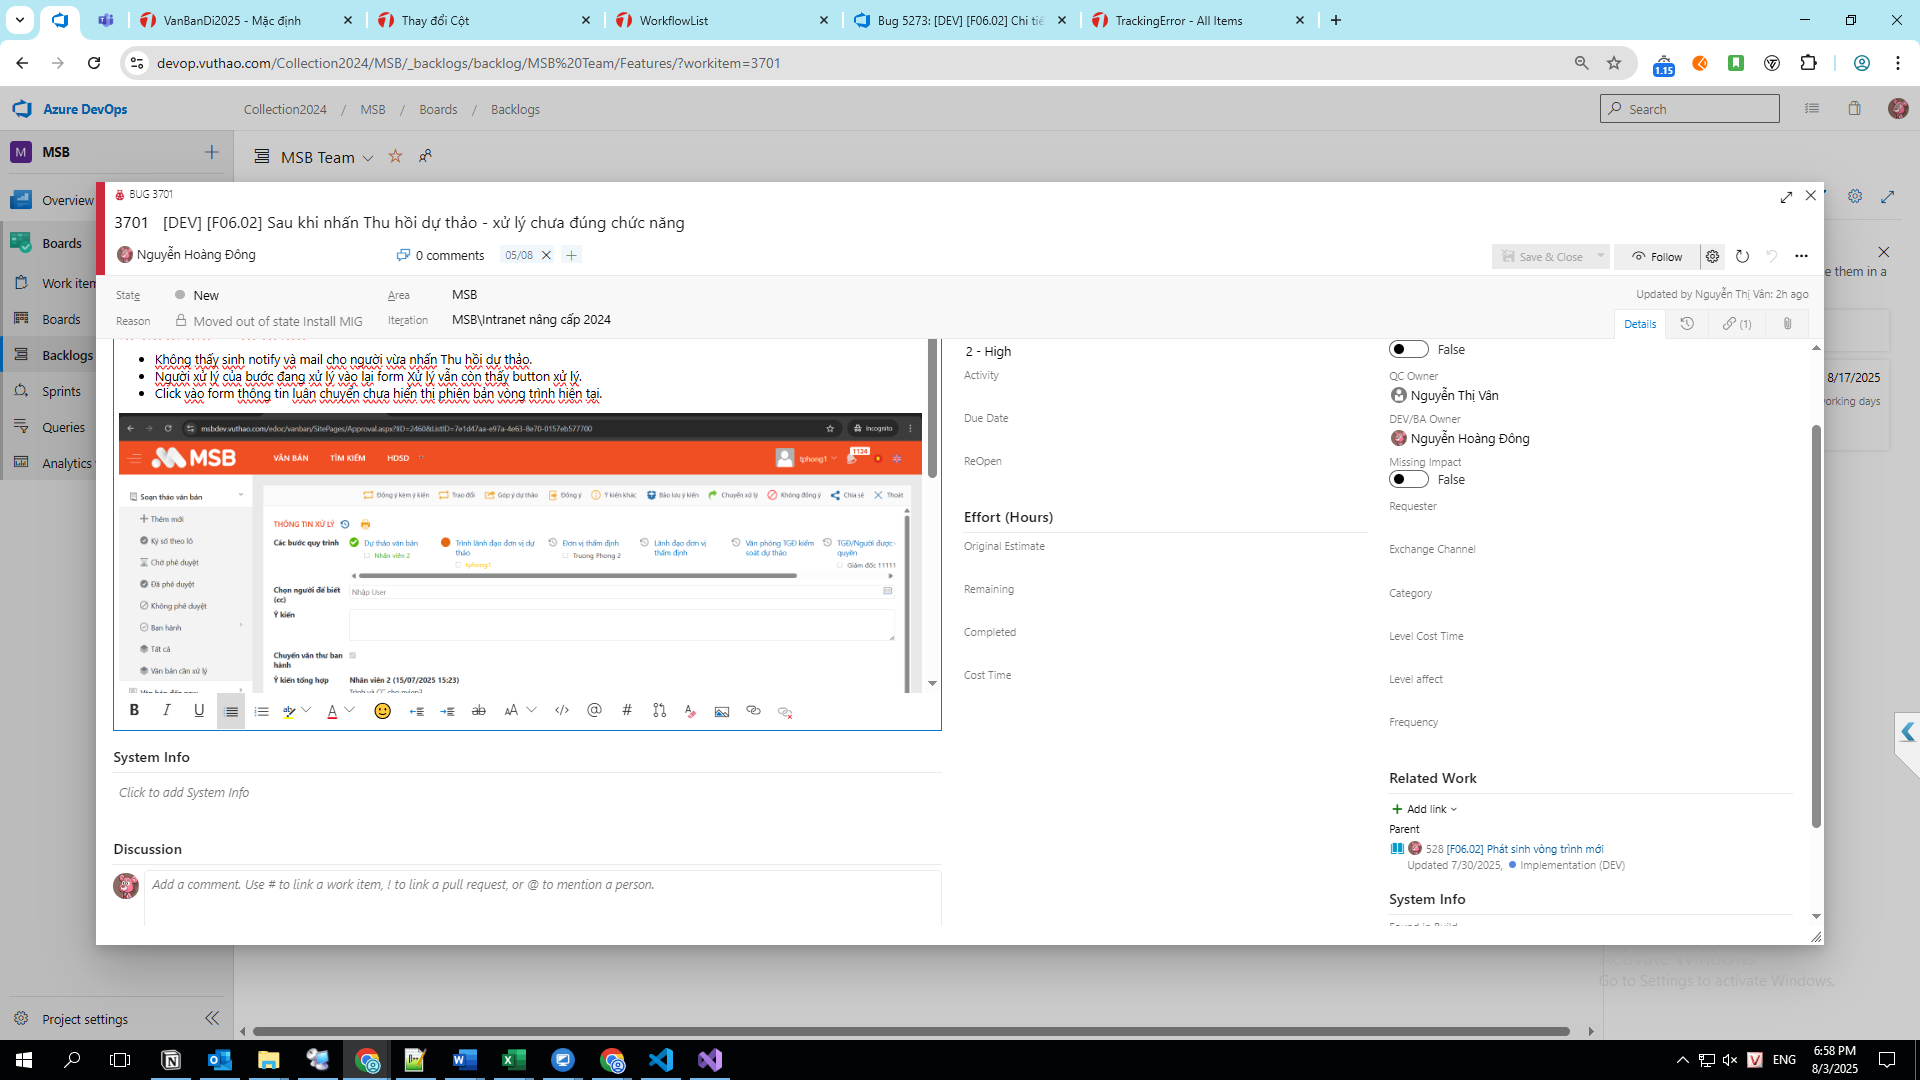 VanBanDi2025 - Mặc định
Thay đổi Cột
WorkflowList
Bug 5273: [DEV] [F06.02] Chi tiế
TrackingError - All Items
devop.vuthao.com/Collection2024/MSB/_backlogs/backlog/MSB%20Team/Features/?workitem=3701
1.15
Azure DevOps
Collection2024 / MSB / Boards / Backlogs
Search
M MSB
MSB Team
Overview
Boards
Work item
Boards
Backlogs
Sprints
Queries
Analytics
Project settings
e them in a
8/17/2025
orking days
BUG 3701
3701 [DEV] [F06.02] Sau khi nhấn Thu hồi dự thảo - xử lý chưa đúng chức năng
Nguyễn Hoàng Đông
0 comments
05/08
Save & Close
Follow
State New
Area MSB
Updated by Nguyễn Thị Vân: 2h ago
Reason Moved out of state Install MIG
Iteration MSB\Intranet nâng cấp 2024
Details
(1)
Không thấy sinh notify và mail cho người vừa nhấn Thu hồi dự thảo.
Người xử lý của bước đang xử lý vào lại form Xử lý vẫn còn thấy button xử lý.
Click vào form thông tin luân chuyển chưa hiển thị phiên bản vòng trình hiện tại.
msbdev.vuthao.com/edoc/vanban/SitePages/Approval.aspx?IID=2460&ListID=7e1d47aa-e97a-4e63-8e70-0157eb577700
Incognito
MSB
VĂN BẢN
TÌM KIẾM
HDSD
tphong1
1124
Soạn thảo văn bản
Thêm mới
Ký số theo lô
Chờ phê duyệt
Đã phê duyệt
Không phê duyệt
Ban hành
Tất cả
Văn bản cần xử lý
Đồng ý kèm ý kiến
Trao đổi
Góp ý dự thảo
Đồng ý
Ý kiến khác
Bảo lưu ý kiến
Chuyển xử lý
Không đồng ý
Chia sẻ
Thoát
THÔNG TIN XỬ LÝ
Các bước quy trình
Dự thảo văn bản
Nhân viên 2
Trình lãnh đạo đơn vị dự thảo
tphong1
Đơn vị thẩm định
Truong Phong 2
Lãnh đạo đơn vị thẩm định
Văn phòng TGĐ kiểm soát dự thảo
TGĐ/Người được
quyền
Giám đốc 11111
Chọn người để biết (cc)
Nhập User
Ý kiến
Chuyển văn thư ban hành
Ý kiến tổng hợp
Nhân viên 2 (15/07/2025 15:23)
Trình và CC cho mien2
System Info
Click to add System Info
Discussion
Add a comment. Use # to link a work item, ! to link a pull request, or @ to mention a person.
2 - High
Activity
Due Date
ReOpen
Effort (Hours)
Original Estimate
Remaining
Completed
Cost Time
False
QC Owner
Nguyễn Thị Vân
DEV/BA Owner
Nguyễn Hoàng Đông
Missing Impact
False
Requester
Exchange Channel
Category
Level Cost Time
Level affect
Frequency
Related Work
Add link
Parent
528 [F06.02] Phát sinh vòng trình mới
Updated 7/30/2025, Implementation (DEV)
System Info
Found in Build
Activate Windows
Go to Settings to activate Windows.
ENG
6:58 PM
8/3/2025